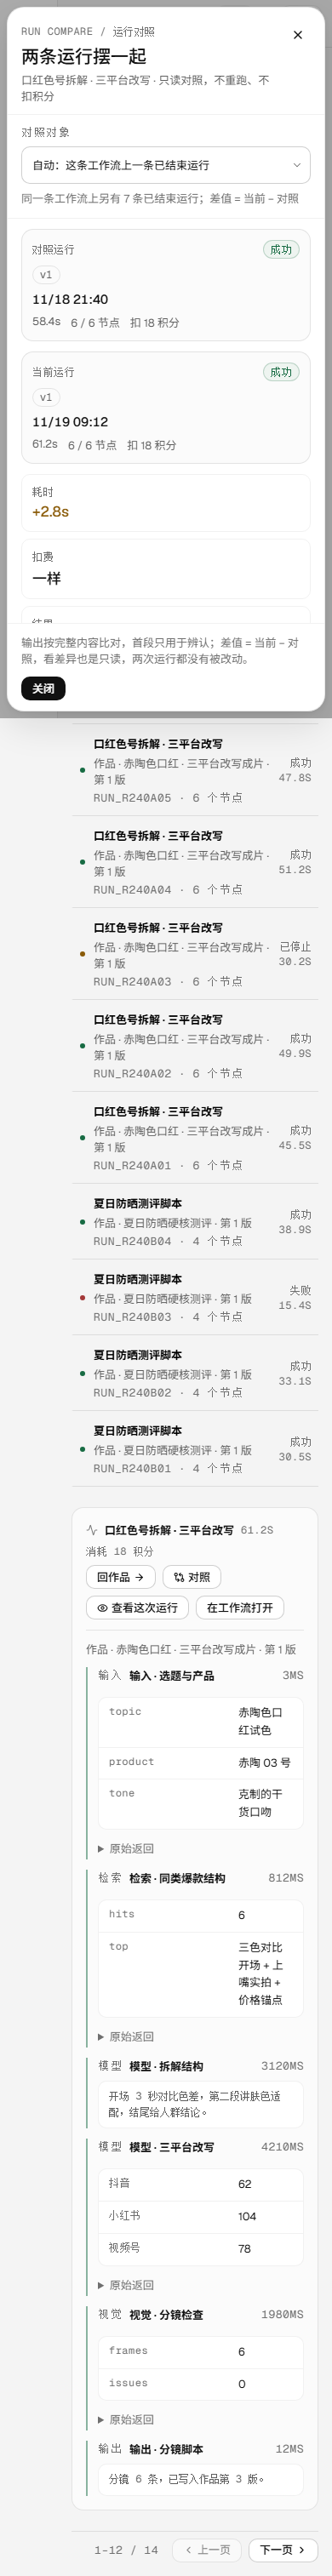 RUN COMPARE / 运行对照
两条运行摆一起
口红色号拆解 · 三平台改写 · 只读对照，不重跑、不
扣积分
对照对象
自动：这条工作流上一条已结束运行
同一条工作流上另有 7 条已结束运行；差值 = 当前 − 对照
对照运行
成功
v1
11/18 21:40
58.4s 6 / 6 节点 扣 18 积分
当前运行
成功
v1
11/19 09:12
61.2s 6 / 6 节点 扣 18 积分
耗时
+2.8s
扣费
一样
输出按完整内容比对，首段只用于辨认；差值 = 当前 − 对
照，看差异也是只读，两次运行都没有被改动。
关闭
口红色号拆解 · 三平台改写
作品 · 赤陶色口红 · 三平台改写成片 ·
第 1 版
RUN_R240A05 · 6 个节点
成功
47.8S
口红色号拆解 · 三平台改写
作品 · 赤陶色口红 · 三平台改写成片 ·
第 1 版
RUN_R240A04 · 6 个节点
成功
51.2S
口红色号拆解 · 三平台改写
作品 · 赤陶色口红 · 三平台改写成片 ·
第 1 版
RUN_R240A03 · 6 个节点
已停止
30.2S
口红色号拆解 · 三平台改写
作品 · 赤陶色口红 · 三平台改写成片 ·
第 1 版
RUN_R240A02 · 6 个节点
成功
49.9S
口红色号拆解 · 三平台改写
作品 · 赤陶色口红 · 三平台改写成片 ·
第 1 版
RUN_R240A01 · 6 个节点
成功
45.5S
夏日防晒测评脚本
作品 · 夏日防晒硬核测评 · 第 1 版
RUN_R240B04 · 4 个节点
成功
38.9S
夏日防晒测评脚本
作品 · 夏日防晒硬核测评 · 第 1 版
RUN_R240B03 · 4 个节点
失败
15.4S
夏日防晒测评脚本
作品 · 夏日防晒硬核测评 · 第 1 版
RUN_R240B02 · 4 个节点
成功
33.1S
夏日防晒测评脚本
作品 · 夏日防晒硬核测评 · 第 1 版
RUN_R240B01 · 4 个节点
成功
30.5S
口红色号拆解 · 三平台改写 61.2S
消耗 18 积分
回作品 →
对照
查看这次运行
在工作流打开
作品 · 赤陶色口红 · 三平台改写成片 · 第 1 版
输入 输入 · 选题与产品 3MS
topic 赤陶色口
红试色
product 赤陶 03 号
tone 克制的干
货口吻
▶ 原始返回
检索 检索 · 同类爆款结构 812MS
hits 6
top 三色对比
开场 + 上
嘴实拍 +
价格锚点
▶ 原始返回
模型 模型 · 拆解结构 3120MS
开场 3 秒对比色差，第二段讲肤色适
配，结尾给人群结论。
模型 模型 · 三平台改写 4210MS
抖音 62
小红书 104
视频号 78
▶ 原始返回
视觉 视觉 · 分镜检查 1980MS
frames 6
issues 0
▶ 原始返回
输出 输出 · 分镜脚本 12MS
分镜 6 条，已写入作品第 3 版。
1–12 / 14
上一页
下一页